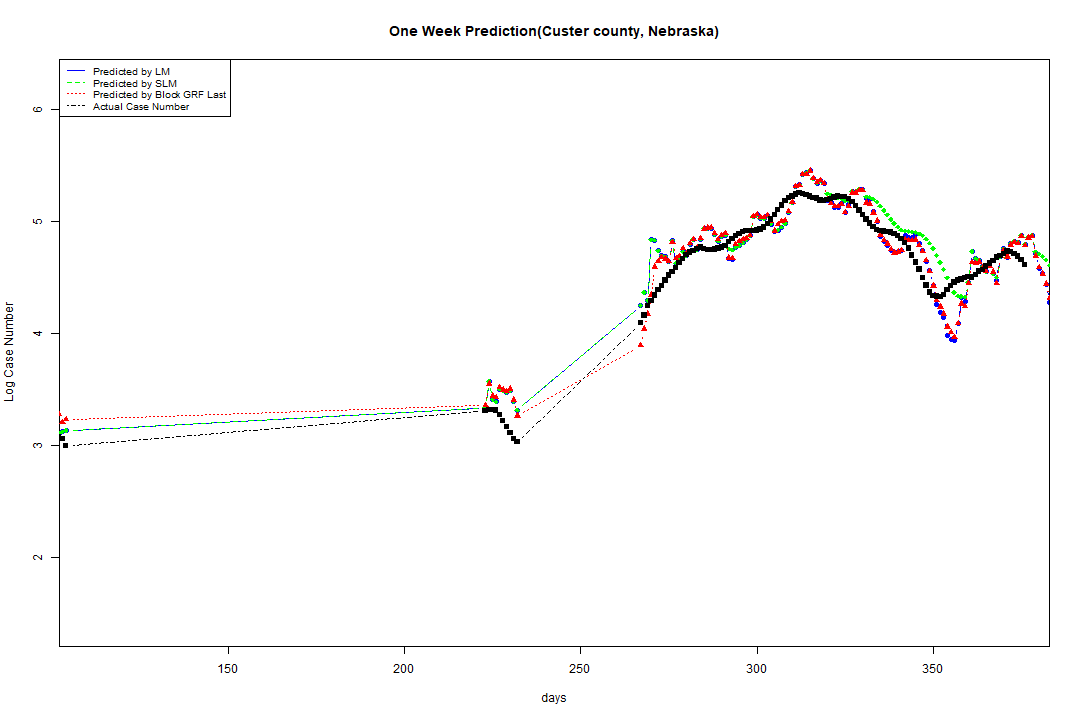 One Week Prediction(Custer county, Nebraska)
Predicted by LM
Predicted by SLM
Predicted by Block GRF Last
Actual Case Number
6
5
4
3
2
Log Case Number
150 200 250 300 350
days